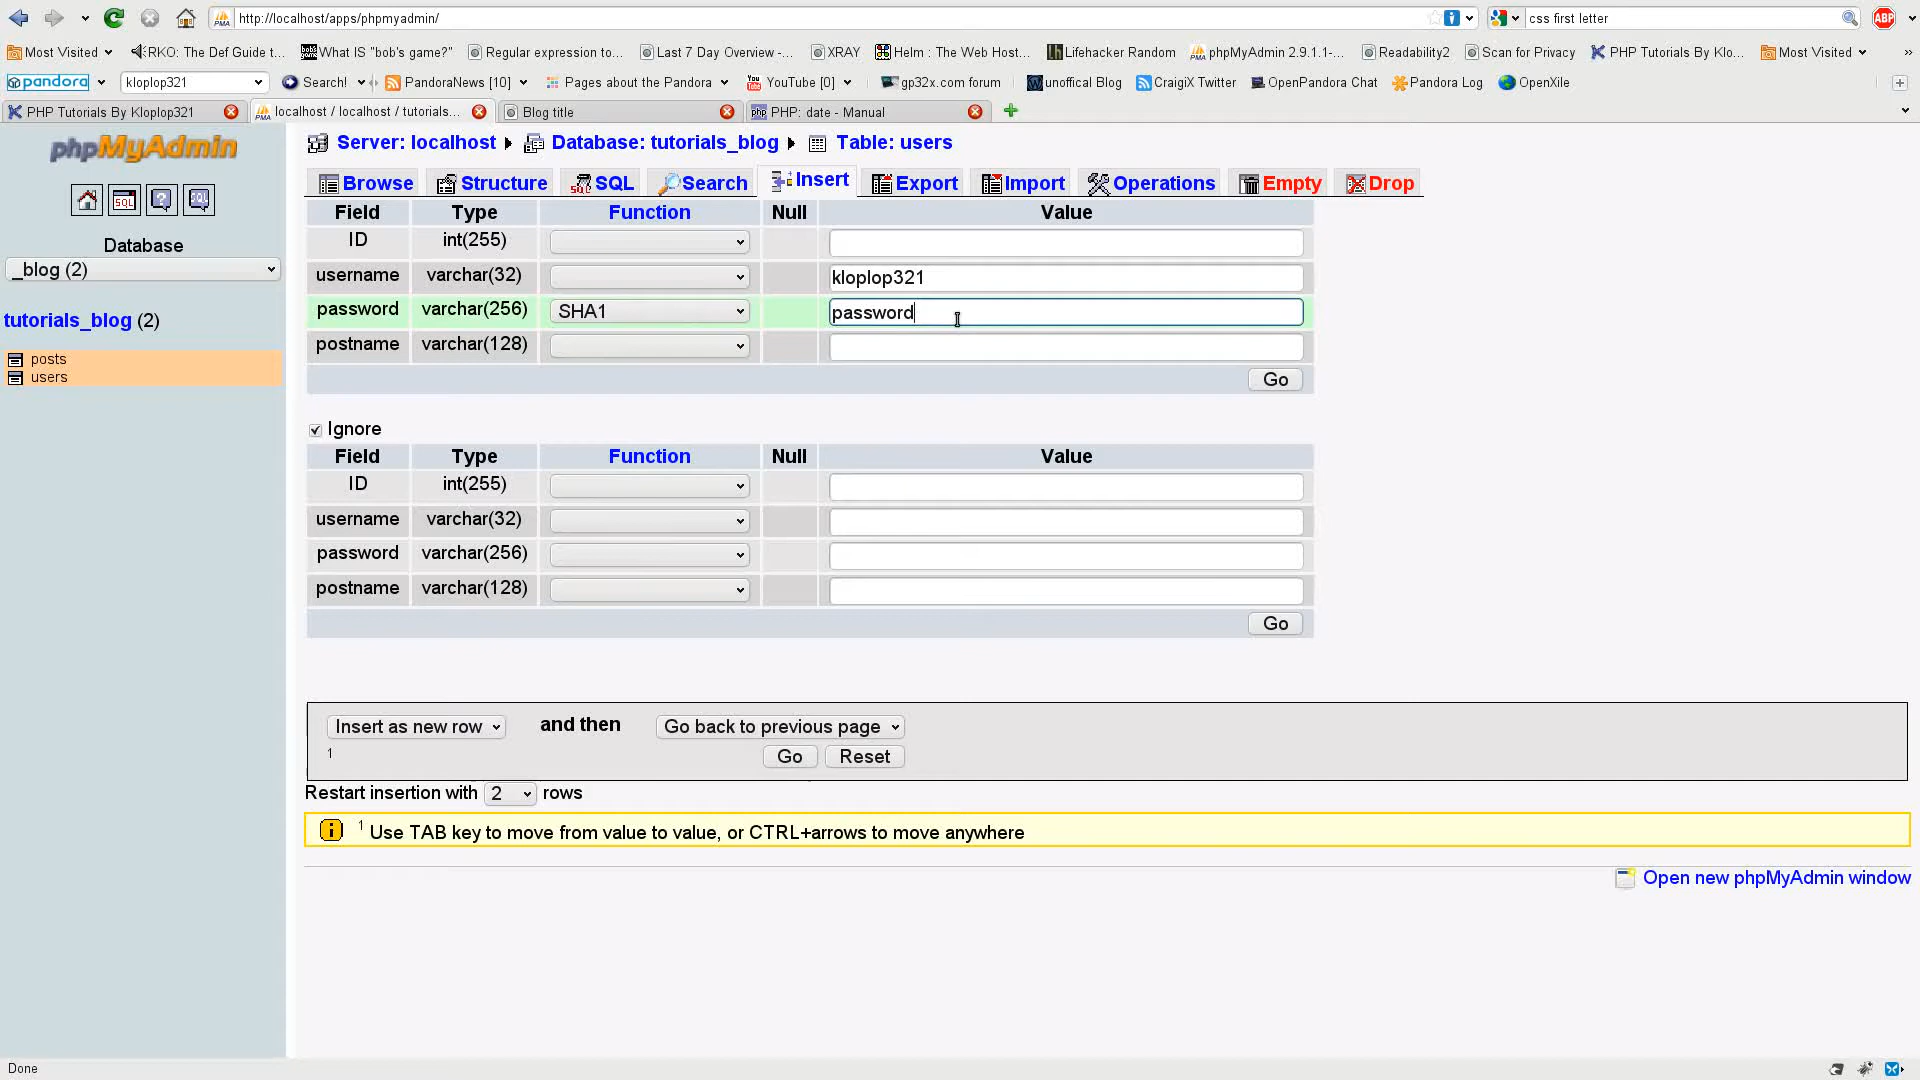 http://localhost/apps/phpmyadmin/
css first letter
ABP
Most Visited
RKO: The Def Guide t...
What IS "bob's game?"
Regular expression to...
Last 7 Day Overview -...
XRAY
Helm : The Web Host...
Lifehacker Random
phpMyAdmin 2.9.1.1-...
Readability2
Scan for Privacy
PHP Tutorials By Klo...
Most Visited
pandora
kloplop321
Search!
PandoraNews [10]
Pages about the Pandora
YouTube [0]
gp32x.com forum
unoffical Blog
CraigiX Twitter
OpenPandora Chat
Pandora Log
OpenXile
PHP Tutorials By Kloplop321
localhost / localhost / tutorials...
Blog title
PHP: date - Manual
phpMyAdmin
Server: localhost
Database: tutorials_blog
Table: users
Browse
Structure
SQL
Search
Insert
Export
Import
Operations
Empty
Drop
Database
_blog (2)
tutorials_blog (2)
posts
users
Field Type Function Null Value
ID int(255)
username varchar(32) kloplop321
password varchar(256) SHA1 password
postname varchar(128)
Go
Ignore
Field Type Function Null Value
ID int(255)
username varchar(32)
password varchar(256)
postname varchar(128)
Go
Insert as new row and then Go back to previous page
1
Go Reset
Restart insertion with 2 rows
1 Use TAB key to move from value to value, or CTRL+arrows to move anywhere
Open new phpMyAdmin window
Done